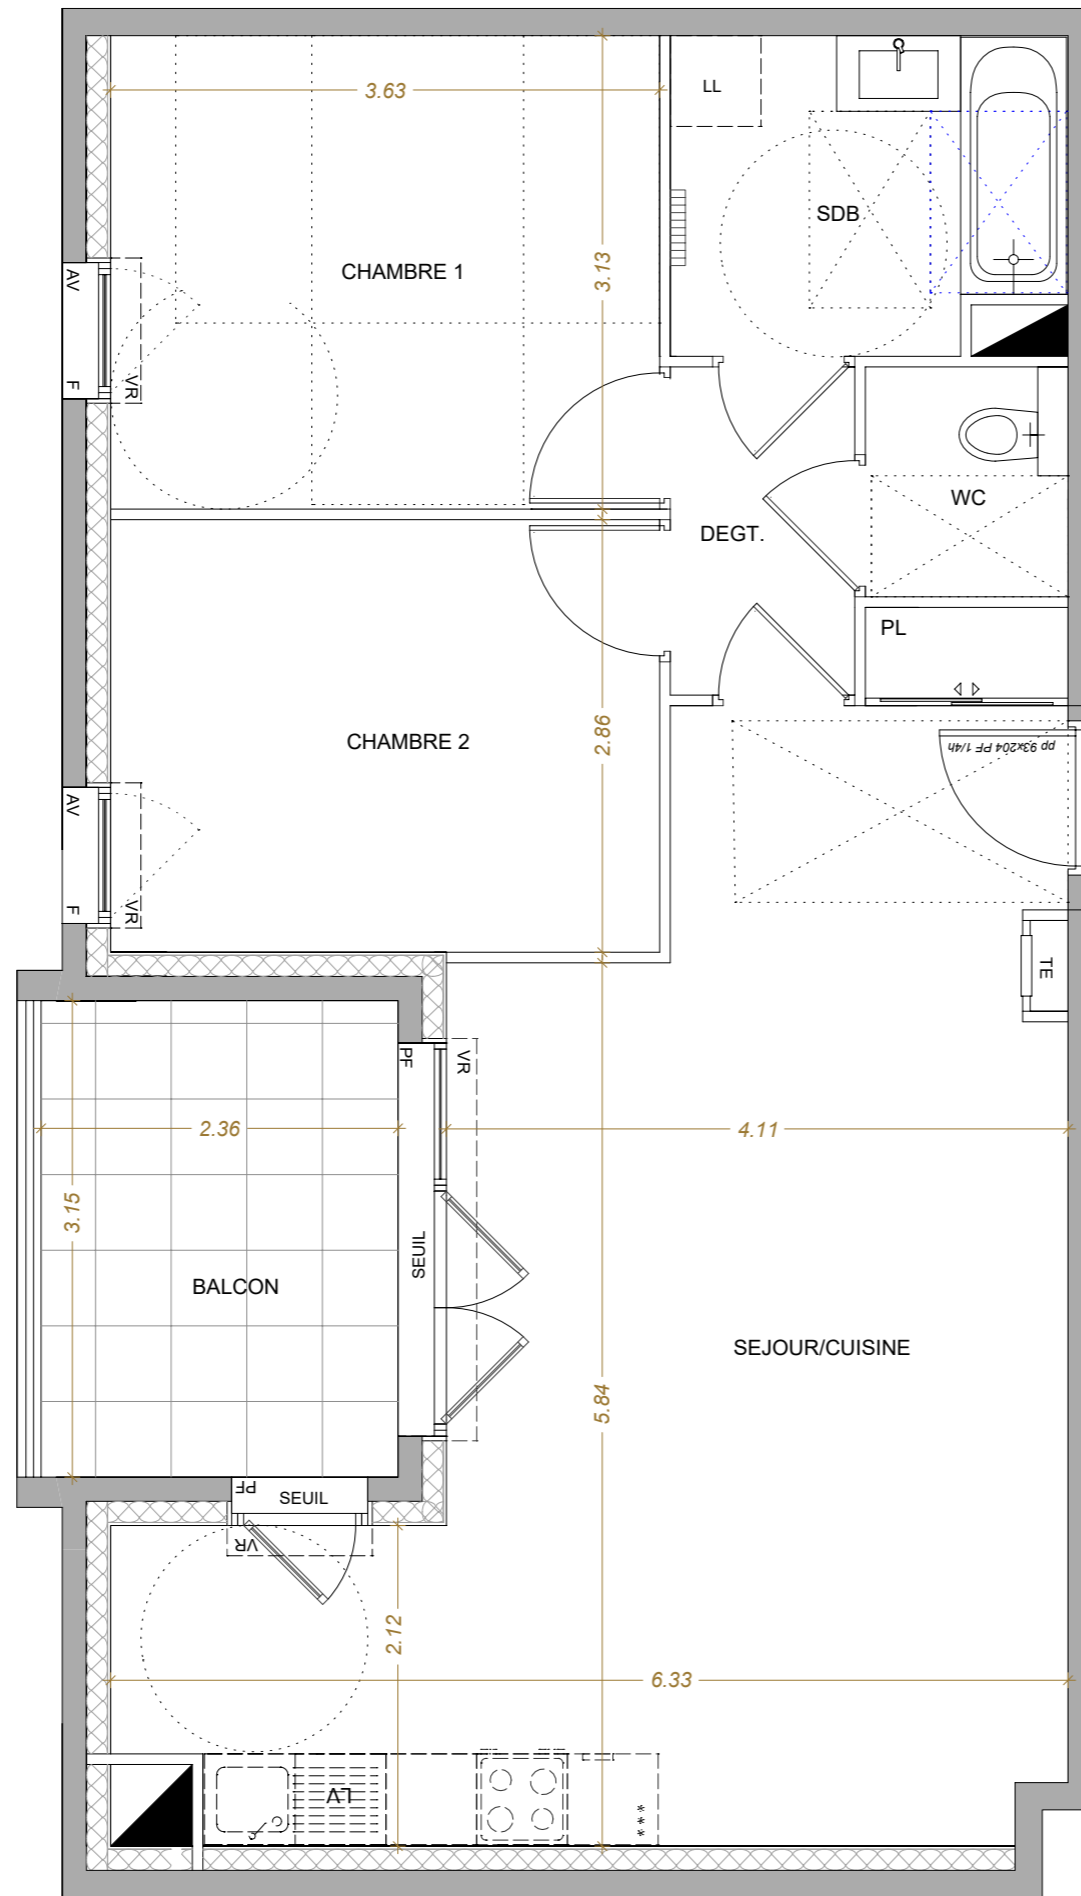 3.63
LL
SDB
CHAMBRE 1
3.13
AV
F
VR
WC
DEGT.
PL
CHAMBRE 2
2.86
pp 93x204 PF 1/4h
AV
F
VR
TE
PF
VR
2.36
4.11
3.15
SEUIL
BALCON
SEJOUR/CUISINE
5.84
PF
SEUIL
VR
2.12
6.33
LV
***